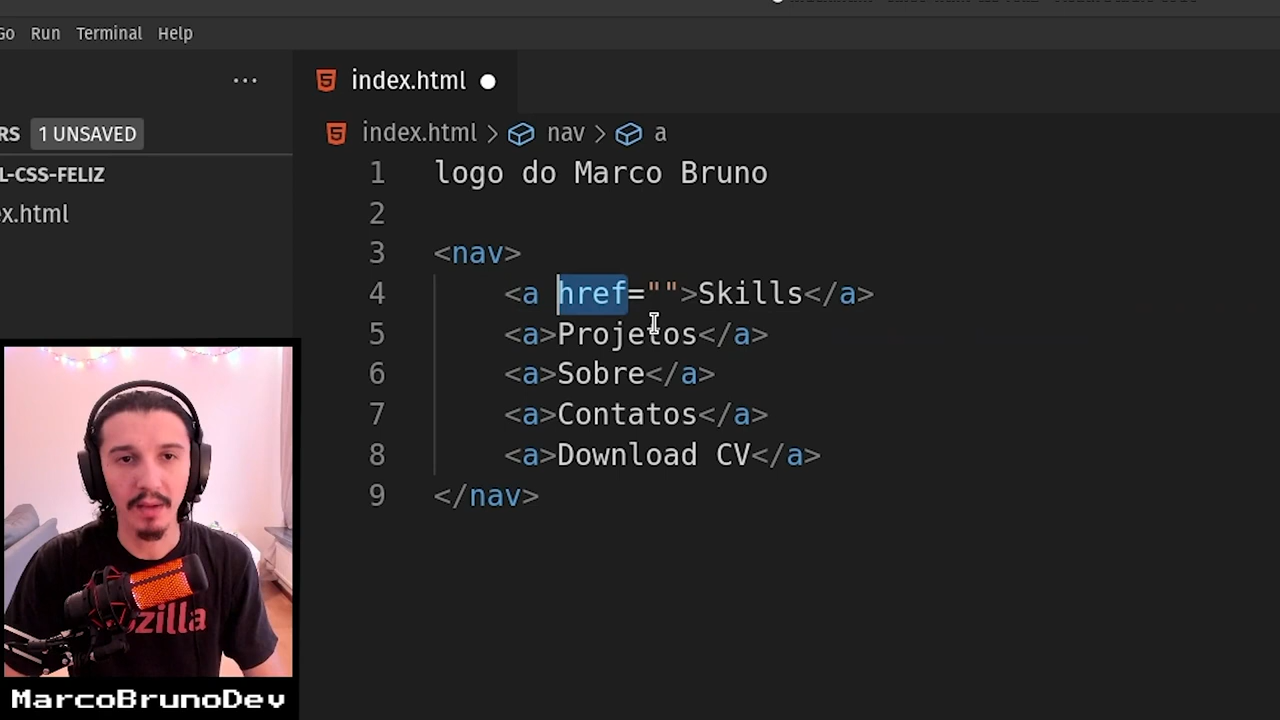 Go Run Terminal Help
index.html
RS 1 UNSAVED
index.html > nav > a
L-CSS-FELIZ
ex.html
1 logo do Marco Bruno
2
3 <nav>
4 <a href="">Skills</a>
5 <a>Projetos</a>
6 <a>Sobre</a>
7 <a>Contatos</a>
8 <a>Download CV</a>
9 </nav>
zilla
MarcoBrunoDev